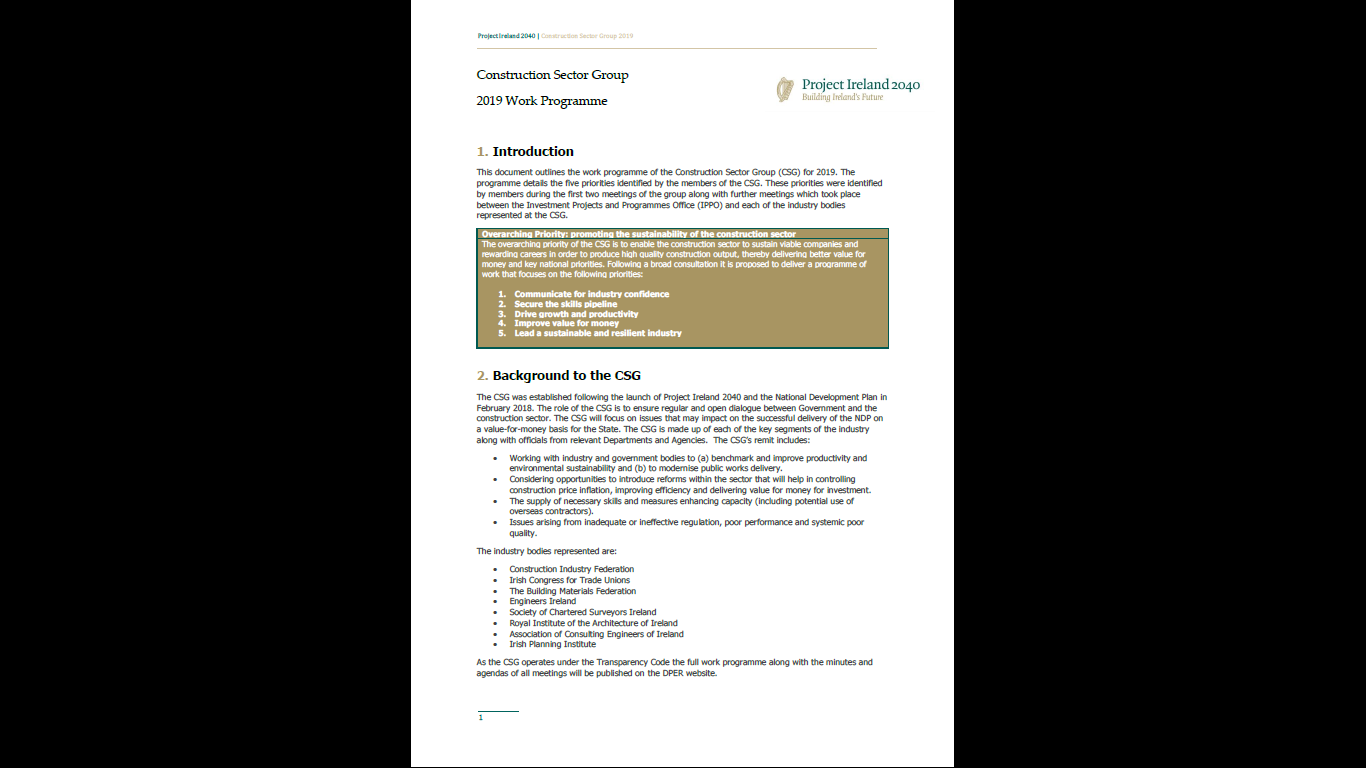 Project Ireland 2040 | Construction Sector Group 2019
Construction Sector Group
2019 Work Programme
Project Ireland 2040
Building Ireland's Future
1. Introduction
This document outlines the work programme of the Construction Sector Group (CSG) for 2019. The
programme details the five priorities identified by the members of the CSG. These priorities were identified
by members during the first two meetings of the group along with further meetings which took place
between the Investment Projects and Programmes Office (IPPO) and each of the industry bodies
represented at the CSG.
Overarching Priority: promoting the sustainability of the construction sector
The overarching priority of the CSG is to enable the construction sector to sustain viable companies and
rewarding careers in order to produce high quality construction output, thereby delivering better value for
money and key national priorities. Following a broad consultation it is proposed to deliver a programme of
work that focuses on the following priorities:
1. Communicate for industry confidence
2. Secure the skills pipeline
3. Drive growth and productivity
4. Improve value for money
5. Lead a sustainable and resilient industry
2. Background to the CSG
The CSG was established following the launch of Project Ireland 2040 and the National Development Plan in
February 2018. The role of the CSG is to ensure regular and open dialogue between Government and the
construction sector. The CSG will focus on issues that may impact on the successful delivery of the NDP on
a value-for-money basis for the State. The CSG is made up of each of the key segments of the industry
along with officials from relevant Departments and Agencies. The CSG's remit includes:
• Working with industry and government bodies to (a) benchmark and improve productivity and
environmental sustainability and (b) to modernise public works delivery.
• Considering opportunities to introduce reforms within the sector that will help in controlling
construction price inflation, improving efficiency and delivering value for money for investment.
• The supply of necessary skills and measures enhancing capacity (including potential use of
overseas contractors).
• Issues arising from inadequate or ineffective regulation, poor performance and systemic poor
quality.
The industry bodies represented are:
• Construction Industry Federation
• Irish Congress for Trade Unions
• The Building Materials Federation
• Engineers Ireland
• Society of Chartered Surveyors Ireland
• Royal Institute of the Architecture of Ireland
• Association of Consulting Engineers of Ireland
• Irish Planning Institute
As the CSG operates under the Transparency Code the full work programme along with the minutes and
agendas of all meetings will be published on the DPER website.
1